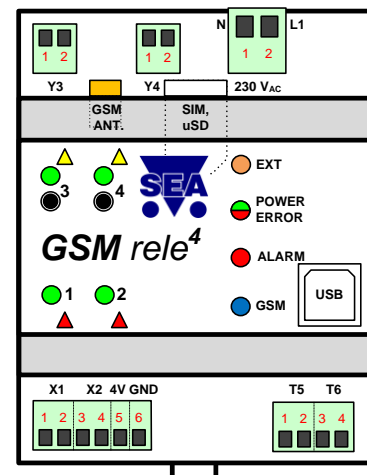 N L1
1 2 1 2 1 2
Y3 Y4 230 VAC
GSM ANT. SIM, uSD
3 4 SEA EXT
POWER ERROR
GSM rele4
ALARM
1 2 GSM USB
X1 X2 4V GND T5 T6
1 2 3 4 5 6 1 2 3 4